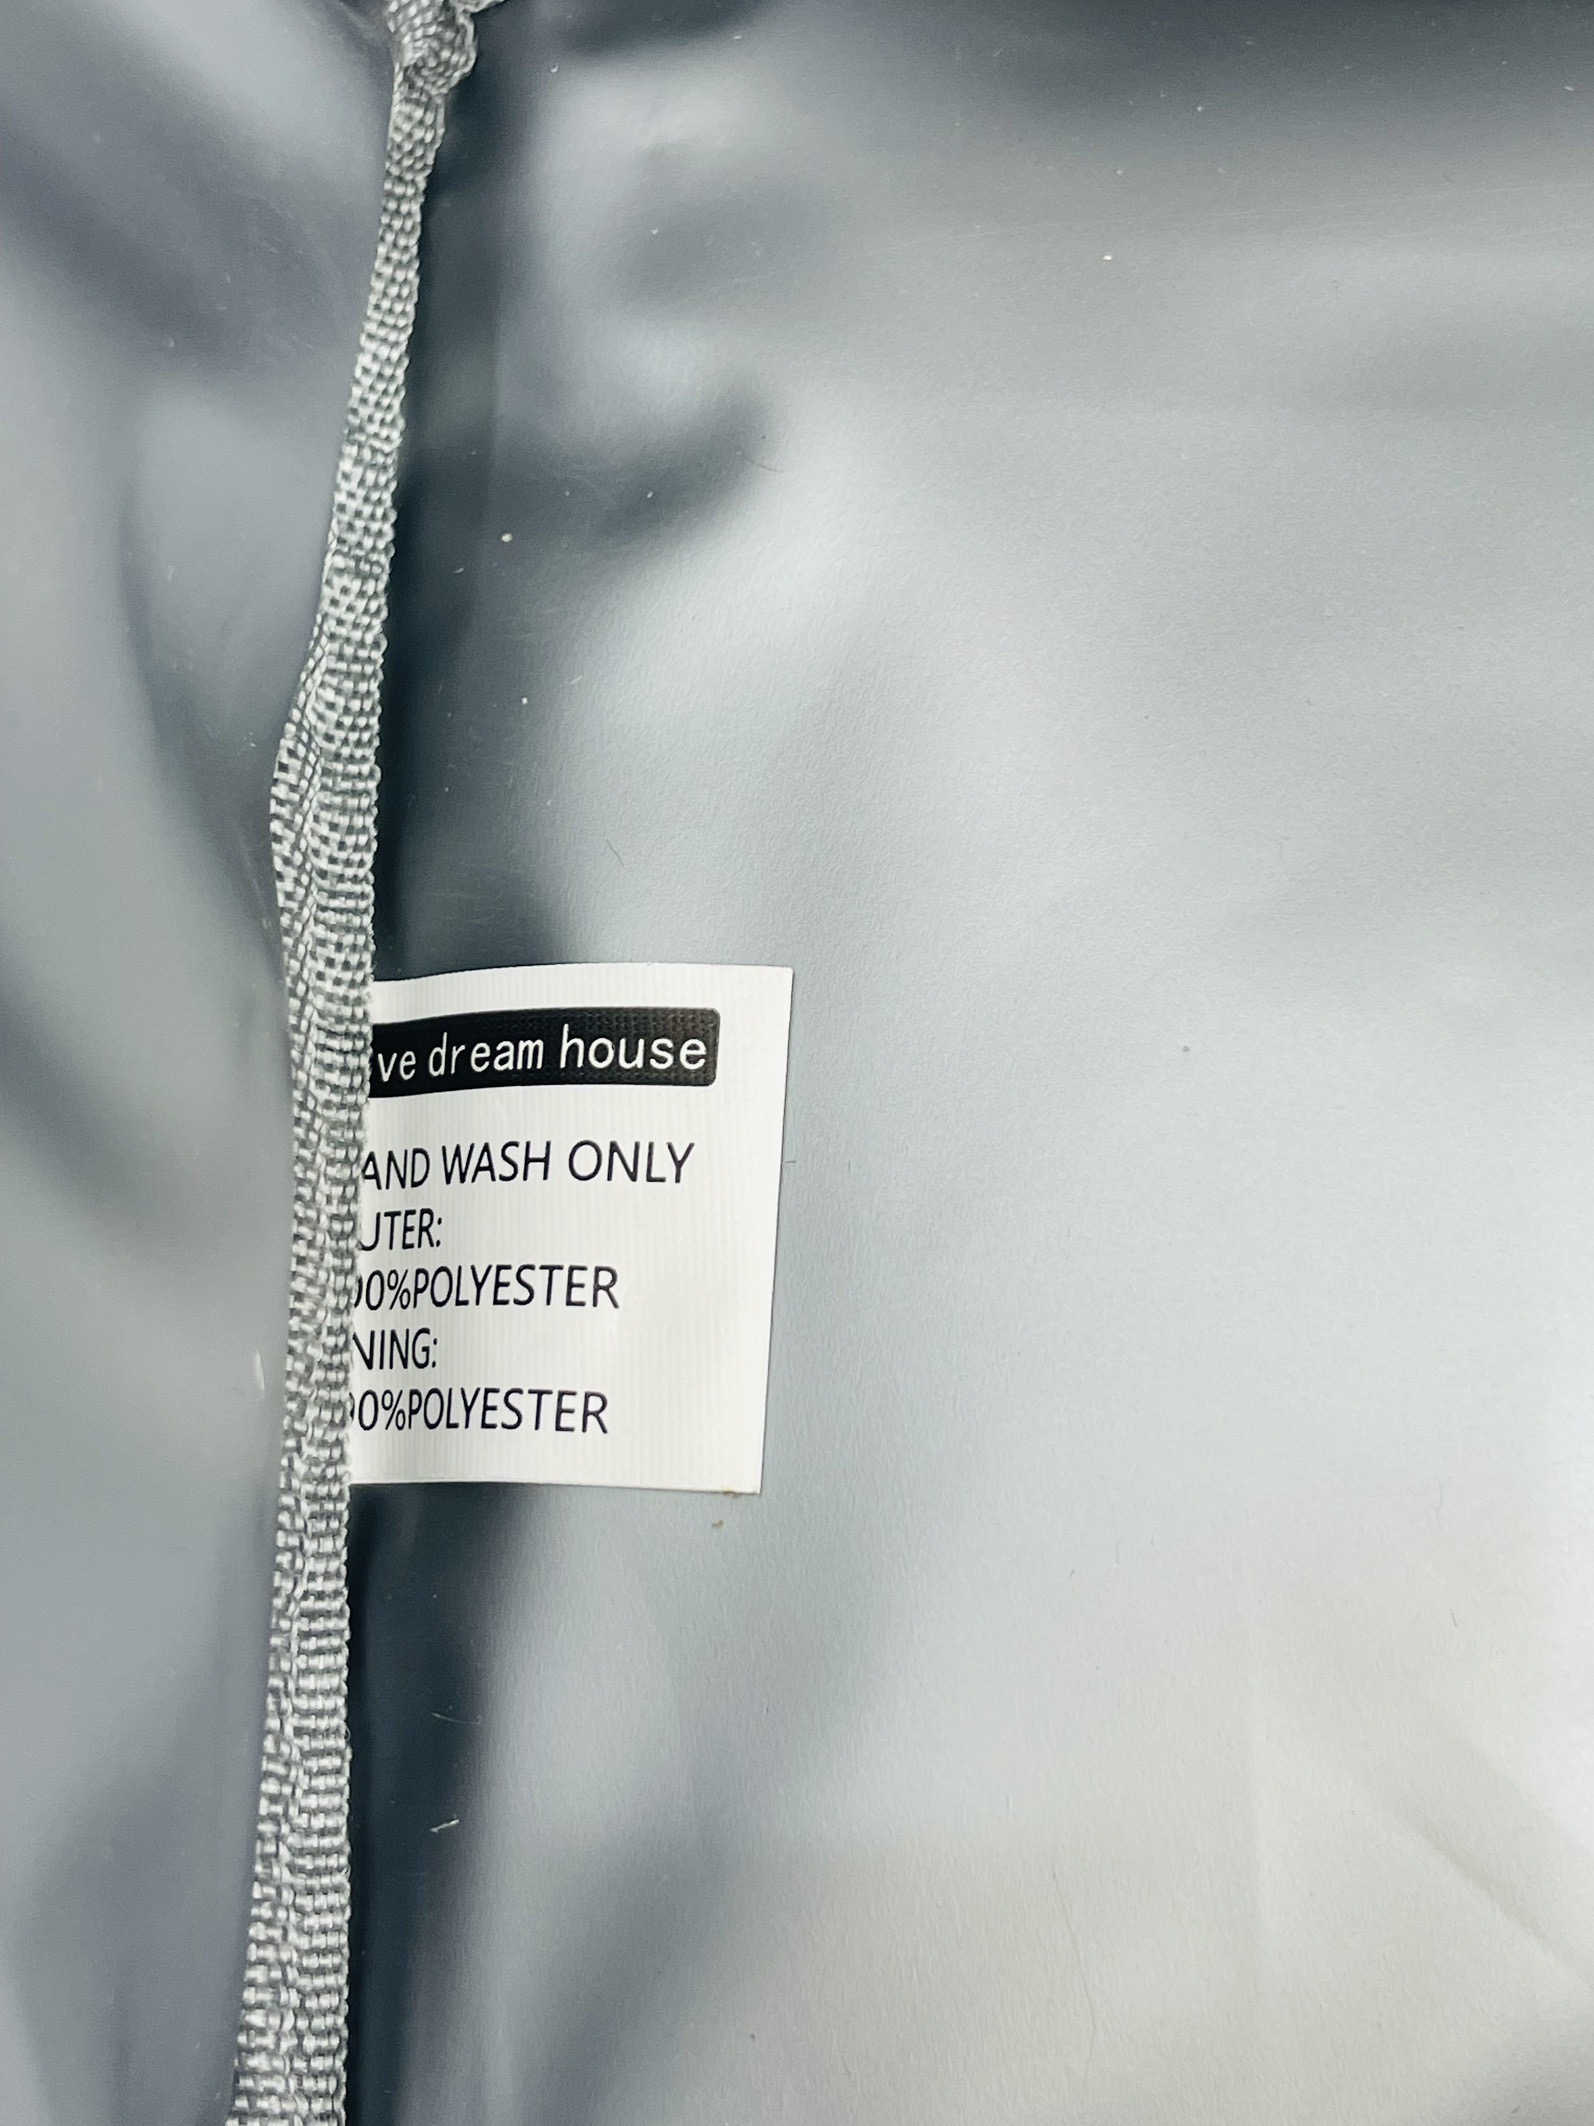 ve dream house
AND WASH ONLY
UTER:
00%POLYESTER
NING:
00%POLYESTER